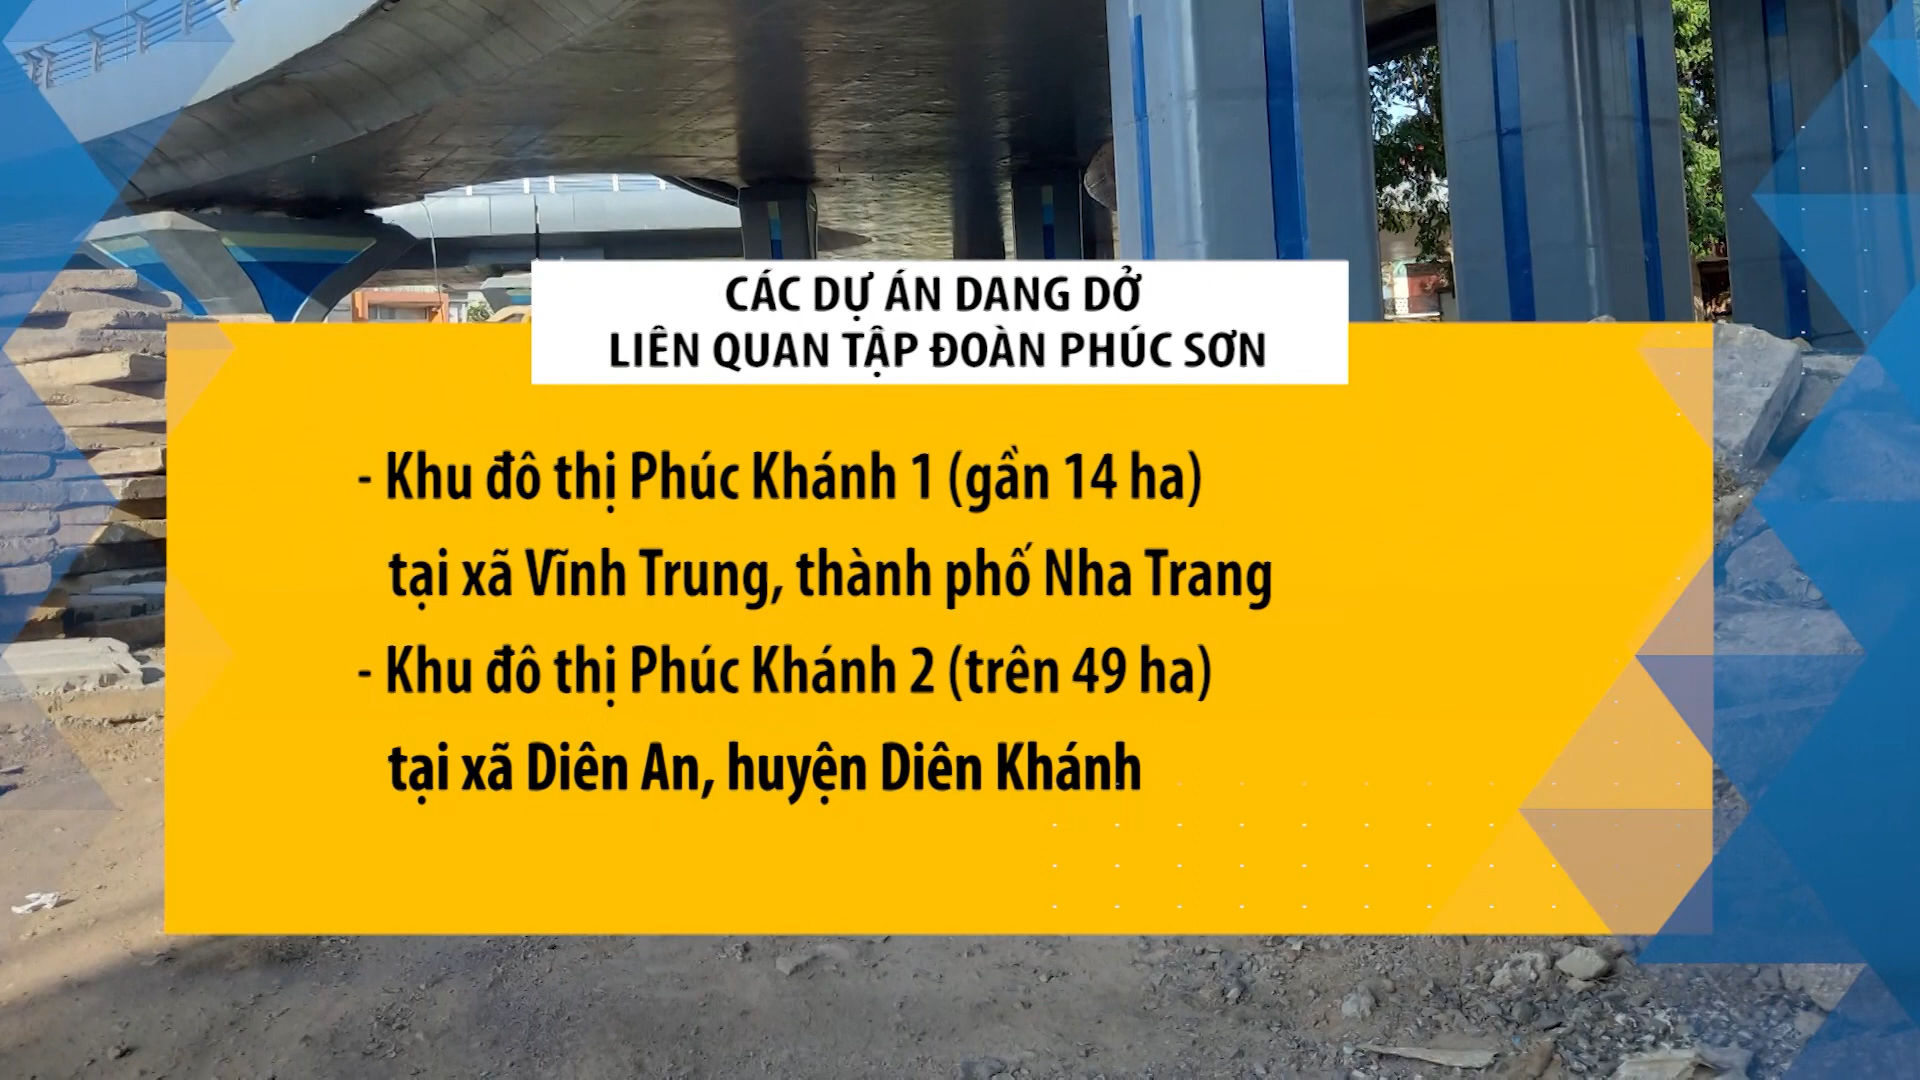 CÁC DỰ ÁN DANG DỞ
LIÊN QUAN TẬP ĐOÀN PHÚC SƠN
- Khu đô thị Phúc Khánh 1 (gần 14 ha)
tại xã Vĩnh Trung, thành phố Nha Trang
- Khu đô thị Phúc Khánh 2 (trên 49 ha)
tại xã Diên An, huyện Diên Khánh